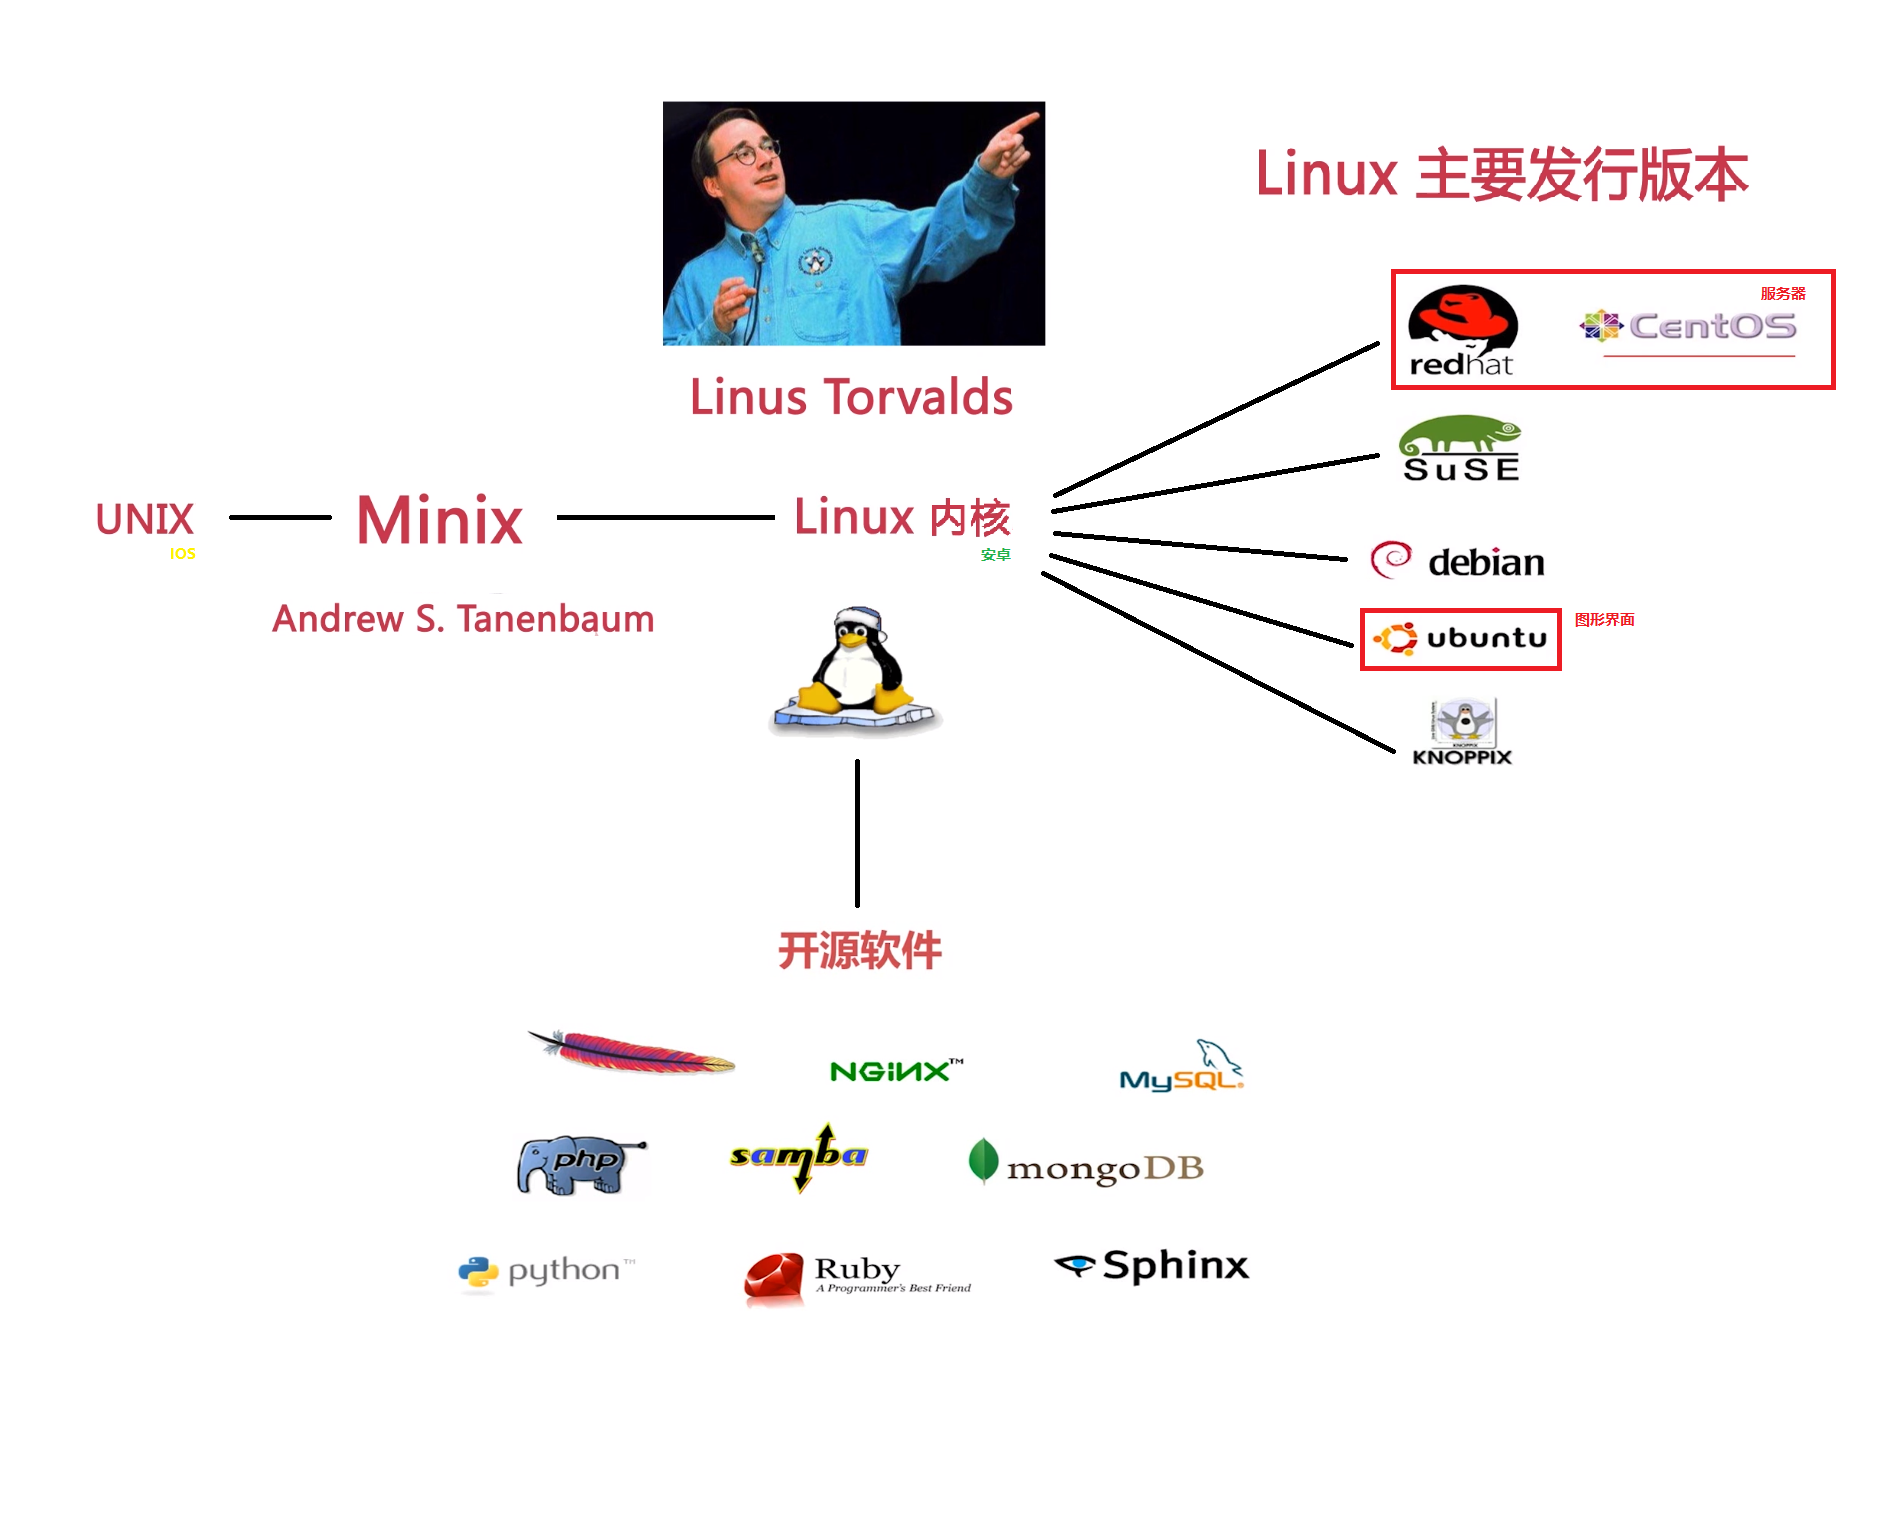 Linux 主要发行版本
服务器
redhat
CentOS
Linus Torvalds
SuSE
UNIX
Minix
Linux 内核
IOS
安卓
debian
Andrew S. Tanenbaum
图形界面
ubuntu
KNOPPIX
开源软件
NGiNX™
MySQL®
php
samba
mongoDB
python™
Ruby
A Programmer's Best Friend
Sphinx